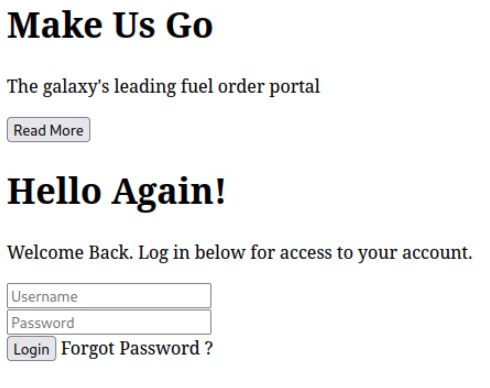 Make Us Go
The galaxy's leading fuel order portal
Read More
Hello Again!
Welcome Back. Log in below for access to your account.
Username
Password
Login Forgot Password ?